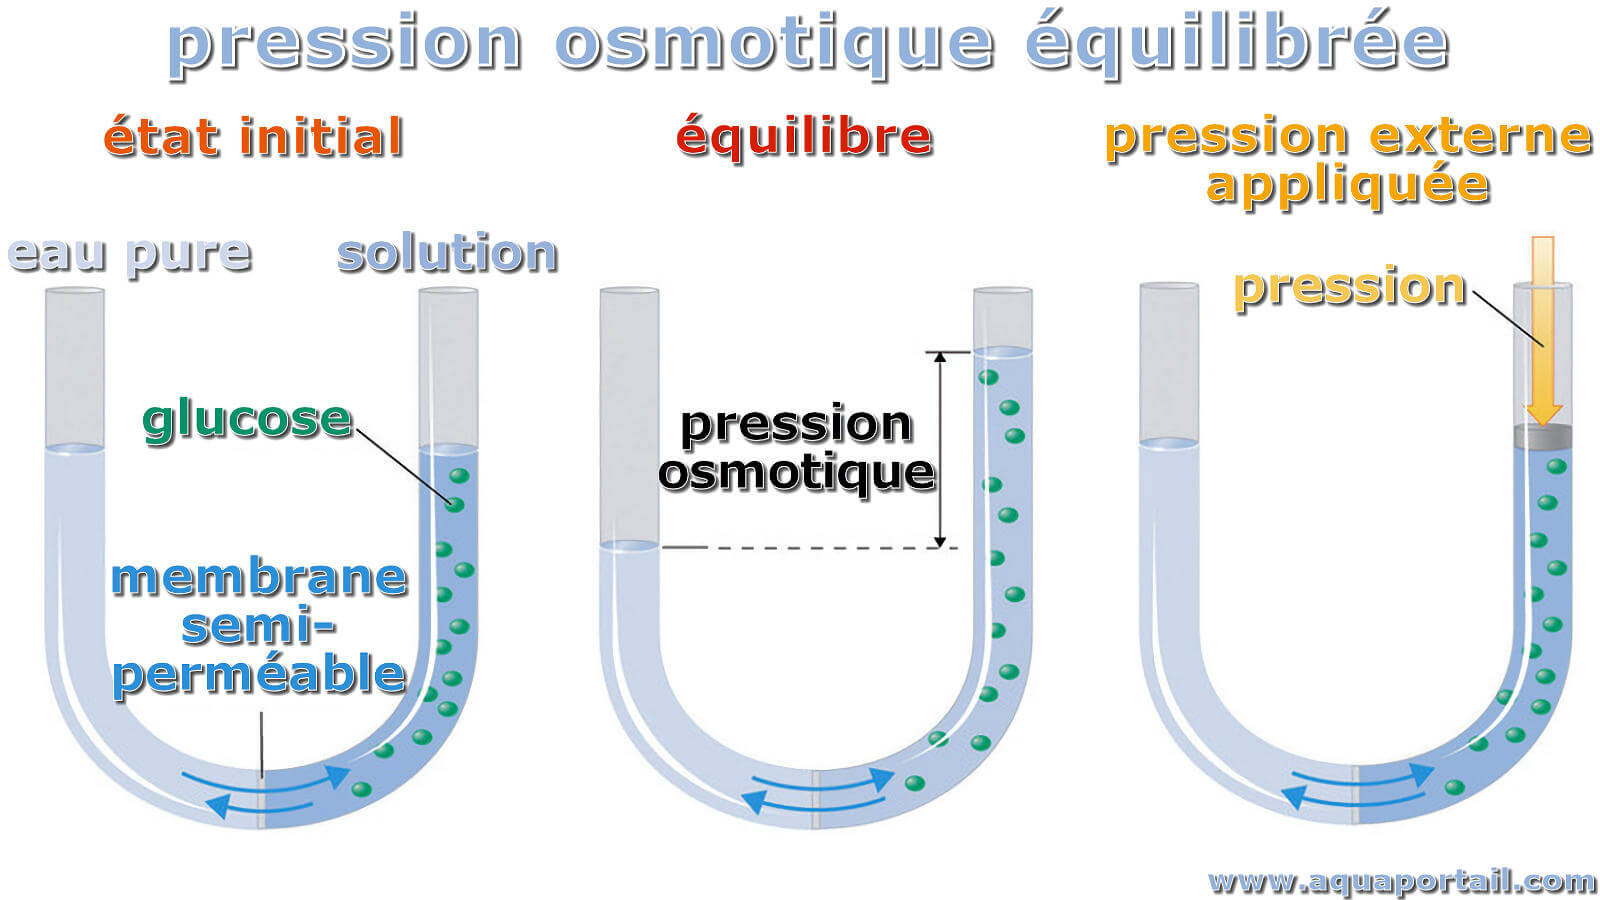 pression osmotique équilibrée
état initial
équilibre
pression externe
appliquée
eau pure
solution
pression
glucose
pression
osmotique
membrane
semi-
perméable
www.aquaportail.com